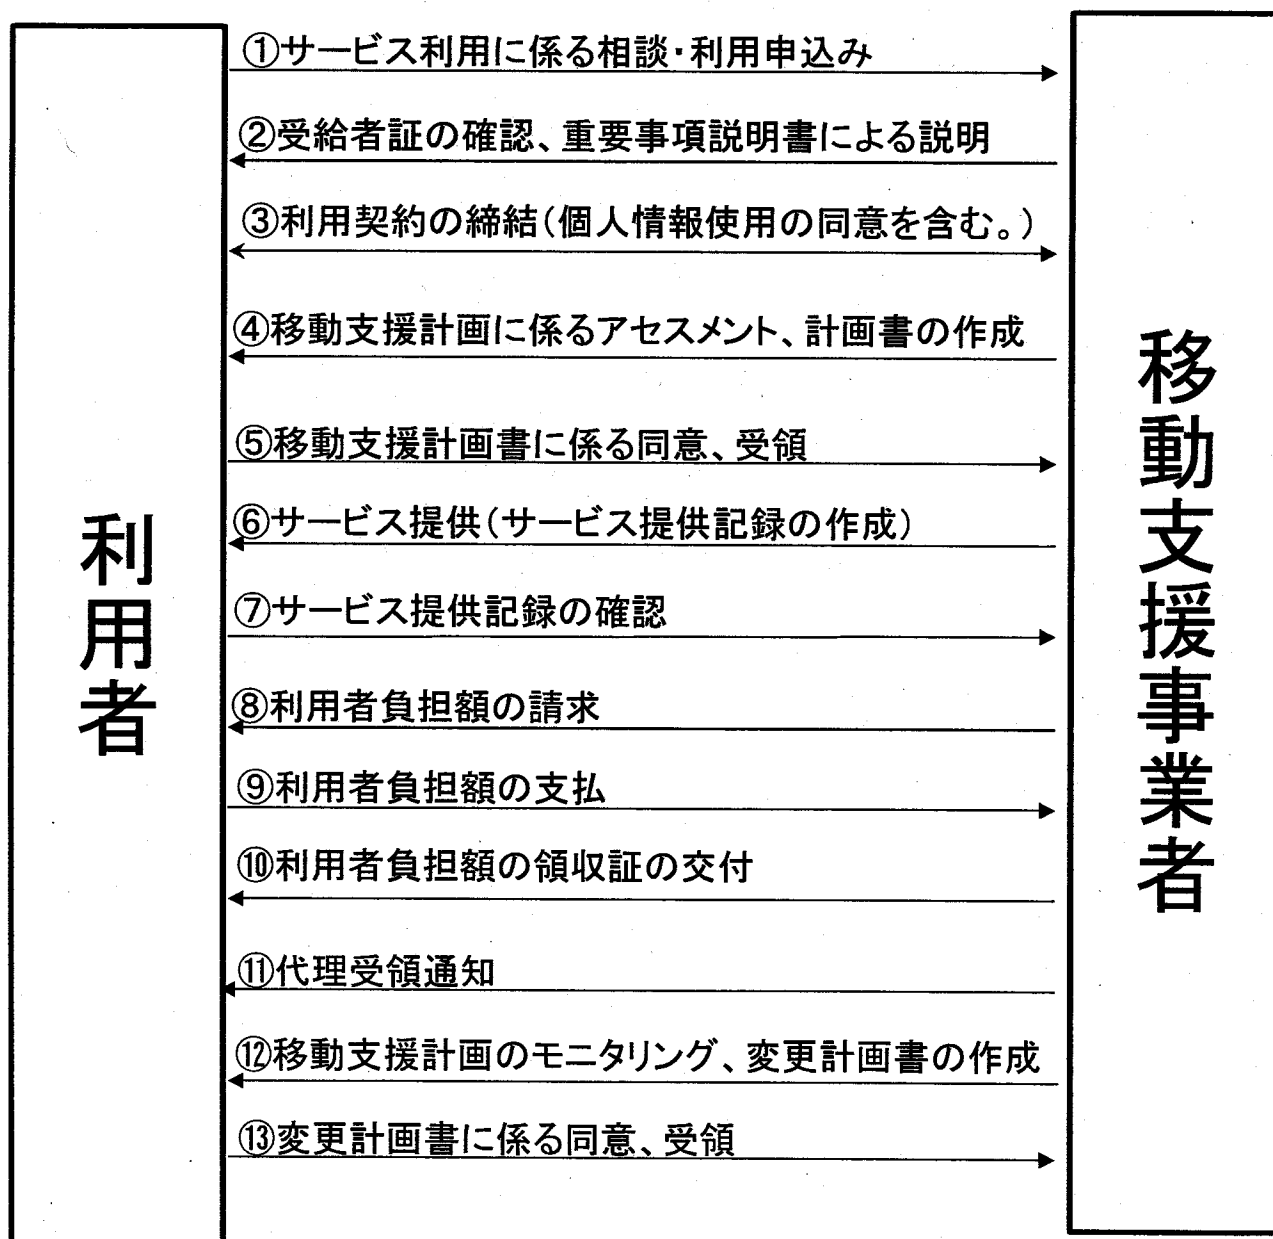 ①サービス利用に係る相談・利用申込み
②受給者証の確認、重要事項説明書による説明
③利用契約の締結(個人情報使用の同意を含む。)
④移動支援計画に係るアセスメント、計画書の作成
⑤移動支援計画書に係る同意、受領
⑥サービス提供(サービス提供記録の作成)
⑦サービス提供記録の確認
⑧利用者負担額の請求
⑨利用者負担額の支払
⑩利用者負担額の領収証の交付
⑪代理受領通知
⑫移動支援計画のモニタリング、変更計画書の作成
⑬変更計画書に係る同意、受領
利用者
移動支援事業者